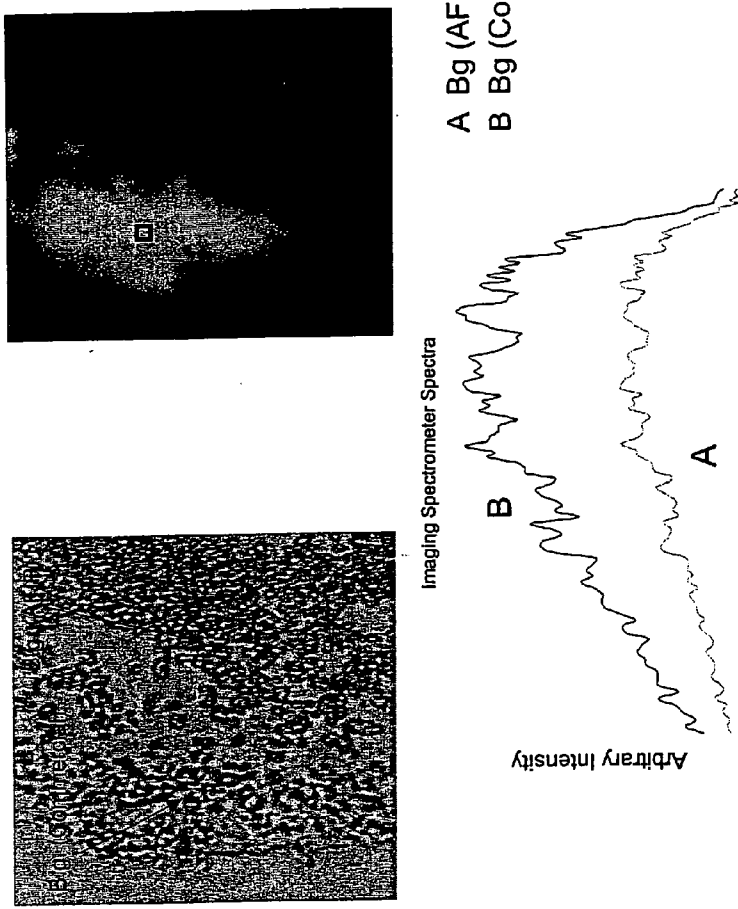 Imaging Spectrometer Spectra
A Bg (AF
B Bg (Co
B
A
Arbitrary Intensity